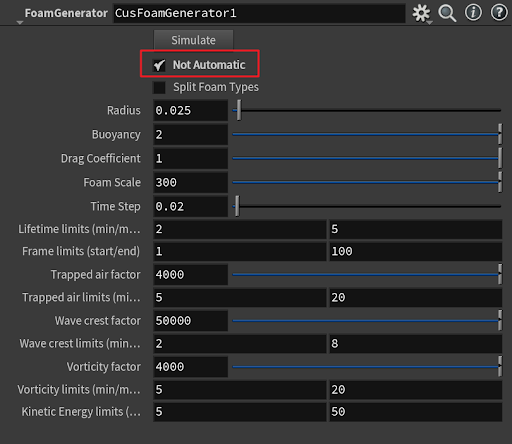 FoamGenerator CusFoamGenerator1
Simulate
Not Automatic
Split Foam Types
Radius 0.025
Buoyancy 2
Drag Coefficient 1
Foam Scale 300
Time Step 0.02
Lifetime limits (min/m... 2 5
Frame limits (start/end) 1 100
Trapped air factor 4000
Trapped air limits (mi... 5 20
Wave crest factor 50000
Wave crest limits (min... 2 8
Vorticity factor 4000
Vorticity limits (min/m... 5 20
Kinetic Energy limits (... 5 50